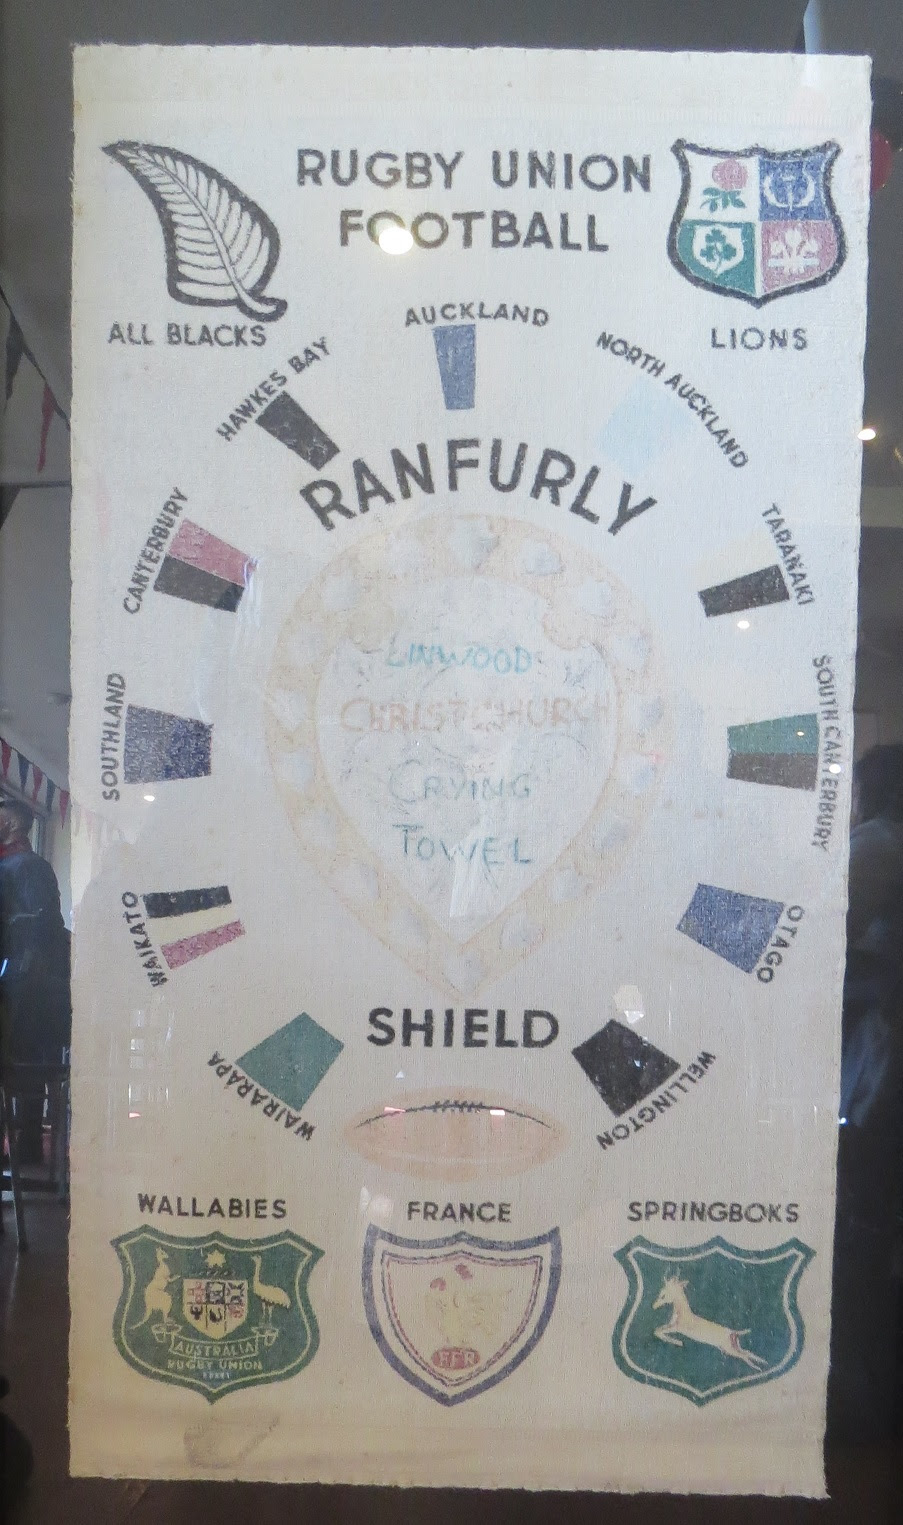 RUGBY UNION
FOOTBALL
ALL BLACKS
LIONS
AUCKLAND
HAWKES BAY
NORTH AUCKLAND
RANFURLY
CANTERBURY
TARANAKI
LINWOOD
CHRISTCHURCH
CRYING
TOWEL
SOUTHLAND
SOUTH CANTERBURY
WAIKATO
OTAGO
SHIELD
WAIRARAPA
WELLINGTON
WALLABIES
FRANCE
SPRINGBOKS
AUSTRALIA
RUGBY UNION
FFR